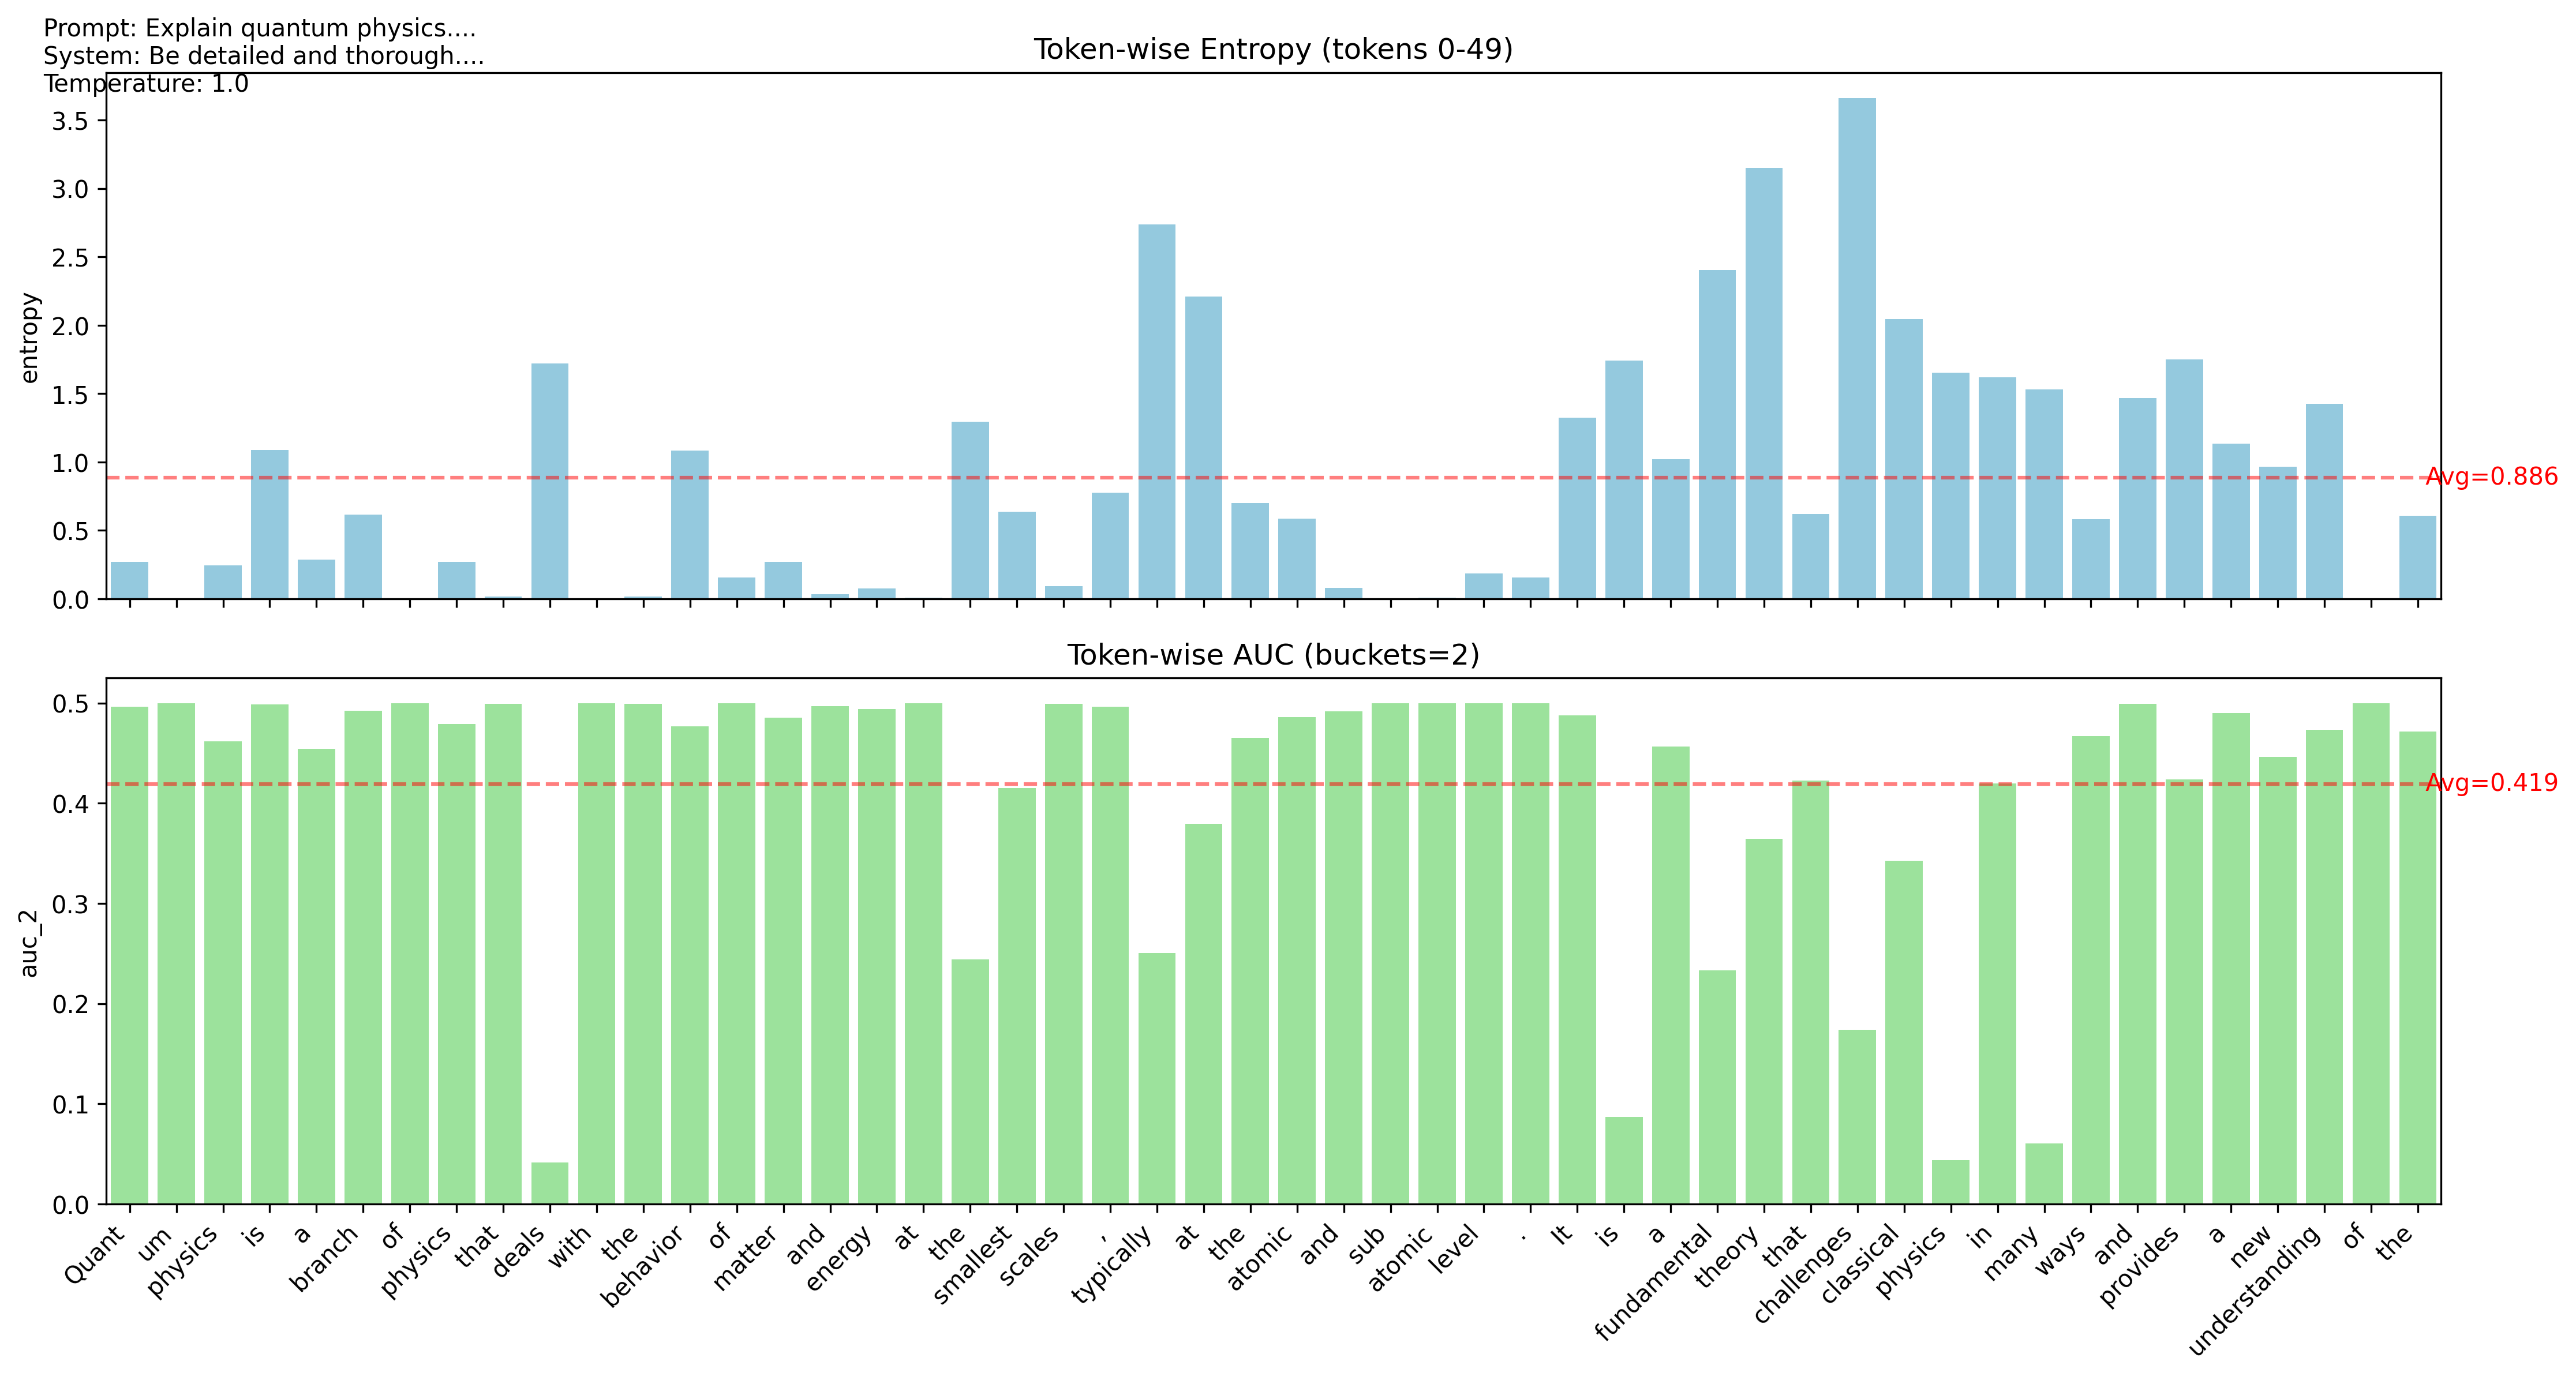 Prompt: Explain quantum physics....
System: Be detailed and thorough....
Temperature: 1.0
Token-wise Entropy (tokens 0-49)
entropy
3.5
3.0
2.5
2.0
1.5
1.0
0.5
0.0
Avg=0.886
Token-wise AUC (buckets=2)
auc_2
0.5
0.4
0.3
0.2
0.1
0.0
Avg=0.419
Quant
um
physics
is
a
branch
of
physics
that
deals
with
the
behavior
of
matter
and
energy
at
the
smallest
scales
,
typically
at
the
atomic
and
sub
atomic
level
.
It
is
a
fundamental
theory
that
challenges
classical
physics
in
many
ways
and
provides
a
new
understanding
of
the